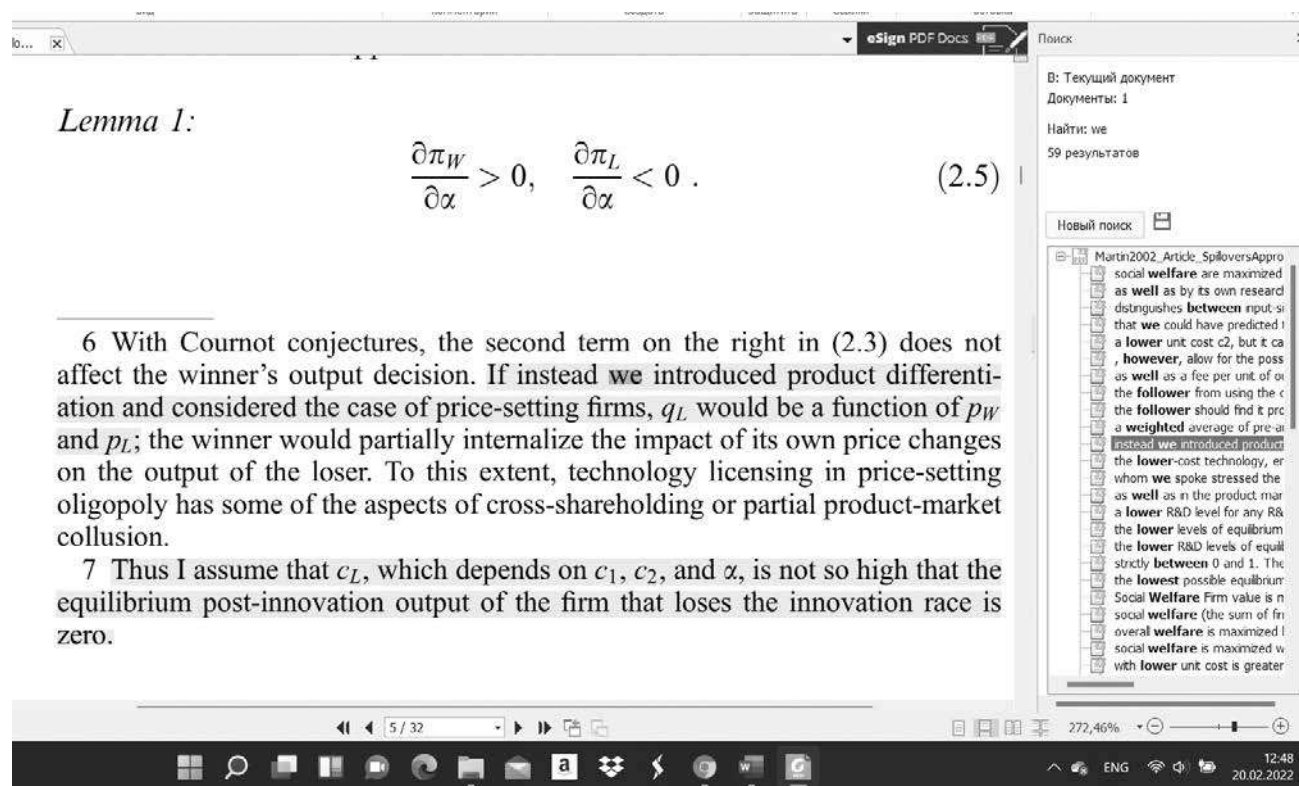 lo...
eSign PDF Docs
Поиск
В: Текущий документ
Документы: 1
Найти: we
59 результатов
Новый поиск
Lemma 1:
∂π_W/∂α > 0, ∂π_L/∂α < 0 . (2.5)
6 With Cournot conjectures, the second term on the right in (2.3) does not
affect the winner's output decision. If instead we introduced product differenti-
ation and considered the case of price-setting firms, q_L would be a function of p_W
and p_L; the winner would partially internalize the impact of its own price changes
on the output of the loser. To this extent, technology licensing in price-setting
oligopoly has some of the aspects of cross-shareholding or partial product-market
collusion.
7 Thus I assume that c_L, which depends on c_1, c_2, and α, is not so high that the
equilibrium post-innovation output of the firm that loses the innovation race is
zero.
Martin2002_Article_SpilloversAppro
social welfare are maximized
as well as by its own research
distinguishes between input-s
that we could have predicted
a lower unit cost c2, but it ca
, however, allow for the poss
as well as a fee per unit of ou
the follower from using the c
the follower should find it pro
a weighted average of pre-a
instead we introduced product
the lower-cost technology, er
whom we spoke stressed the
as well as in the product mar
a lower R&D level for any R&
the lower levels of equilibrium
the lower R&D levels of equili
strictly between 0 and 1. The
the lowest possible equilibrium
Social Welfare Firm value is n
social welfare (the sum of fir
overall welfare is maximized
social welfare is maximized w
with lower unit cost is greater
5 / 32
272,46%
ENG
12:48
20.02.2022